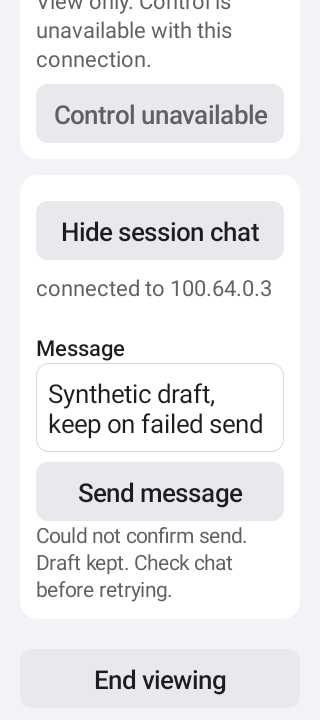 View only. Control is
unavailable with this
connection.
Control unavailable
Hide session chat
connected to 100.64.0.3
Message
Synthetic draft,
keep on failed send
Send message
Could not confirm send.
Draft kept. Check chat
before retrying.
End viewing